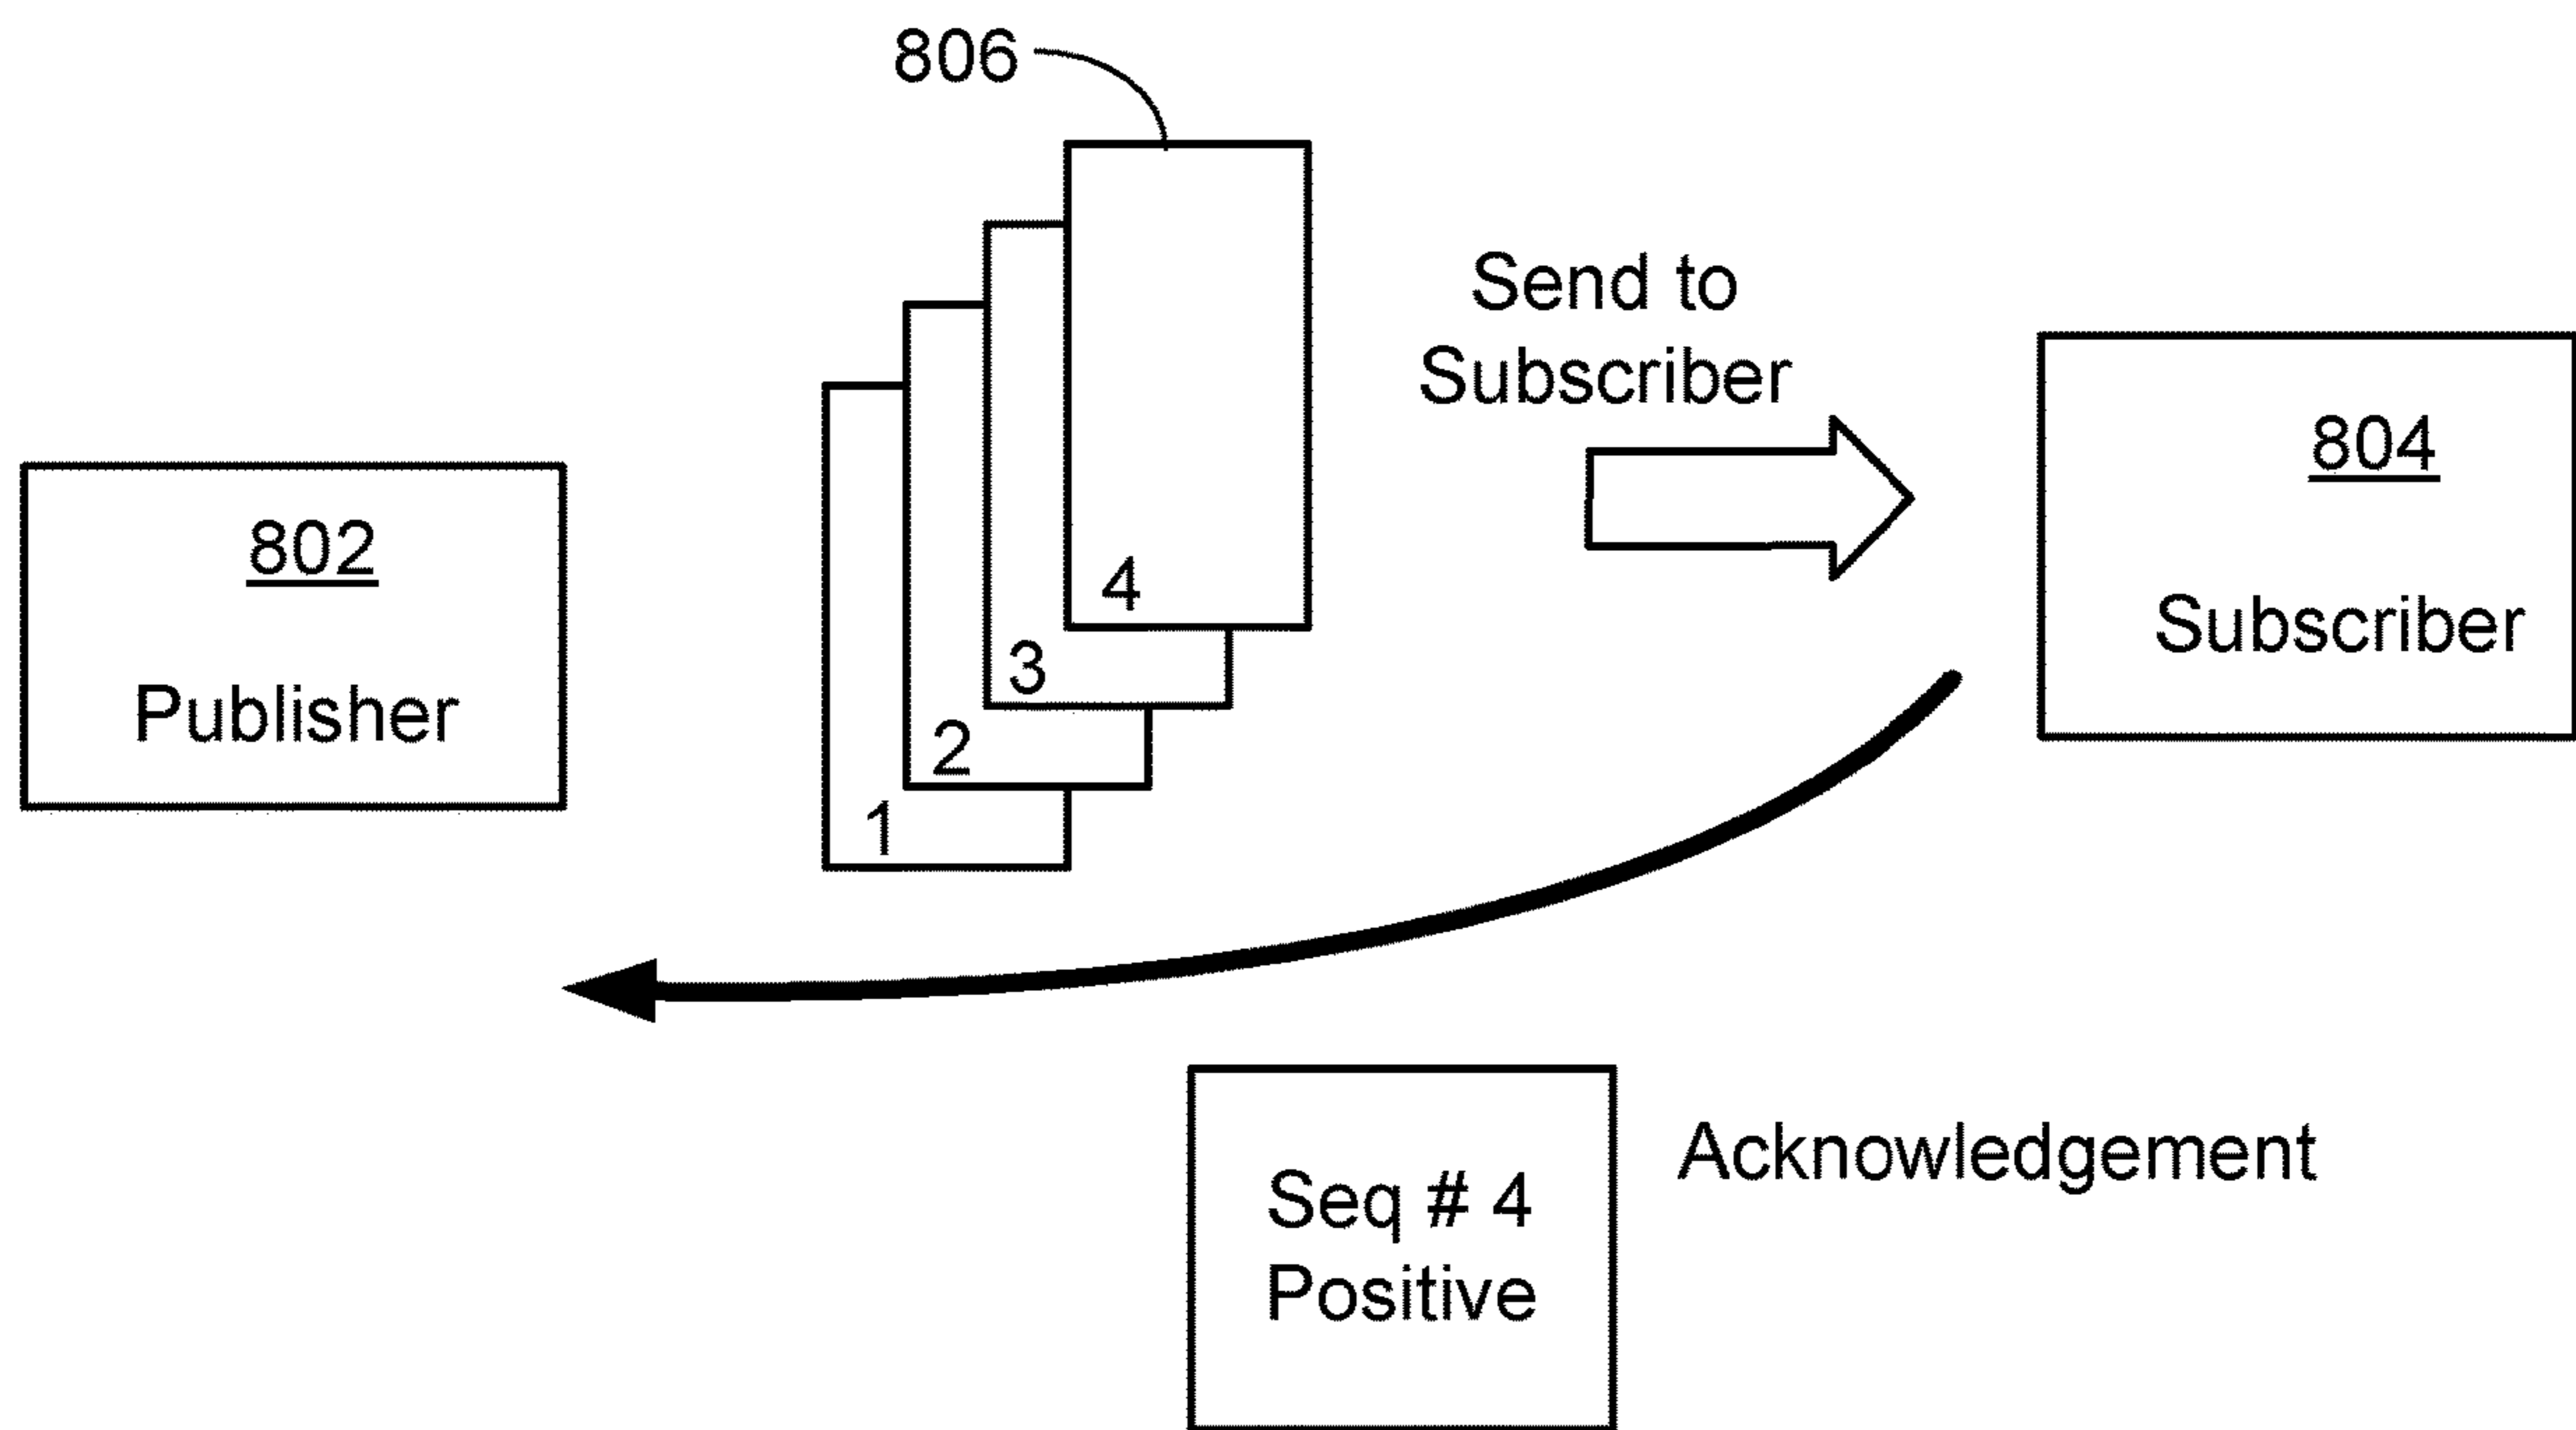 806
Send to
Subscriber
804
Subscriber
802
Publisher
4
3
2
1
Seq # 4
Positive
Acknowledgement